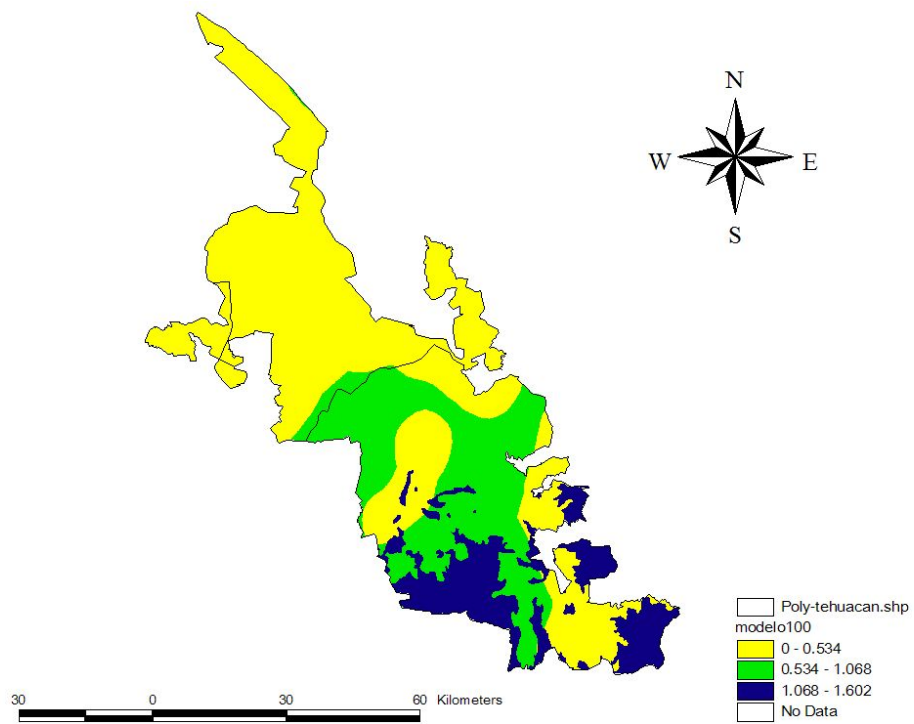 N
W E
S
Poly-tehuacan.shp
modelo100
0 - 0.534
0.534 - 1.068
1.068 - 1.602
No Data
30 0 30 60 Kilometers